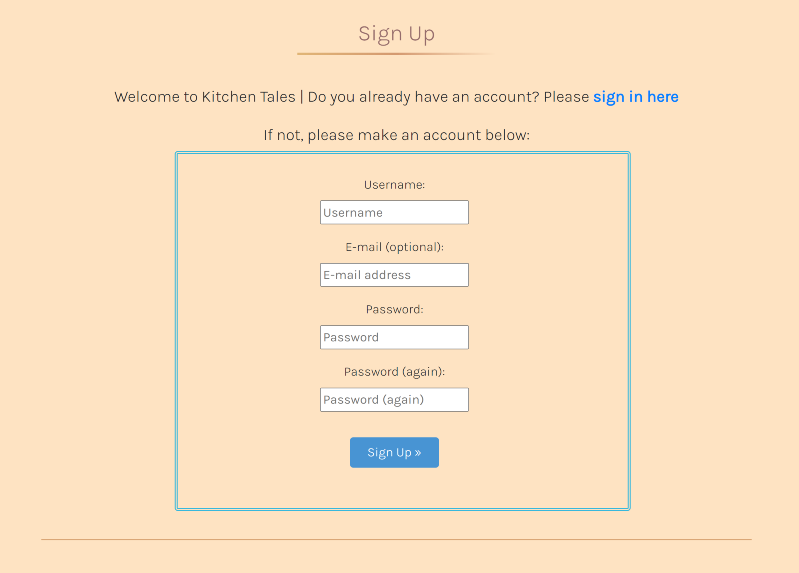 Sign Up
Welcome to Kitchen Tales | Do you already have an account? Please sign in here
If not, please make an account below:
Username:
Username
E-mail (optional):
E-mail address
Password:
Password
Password (again):
Password (again)
Sign Up »